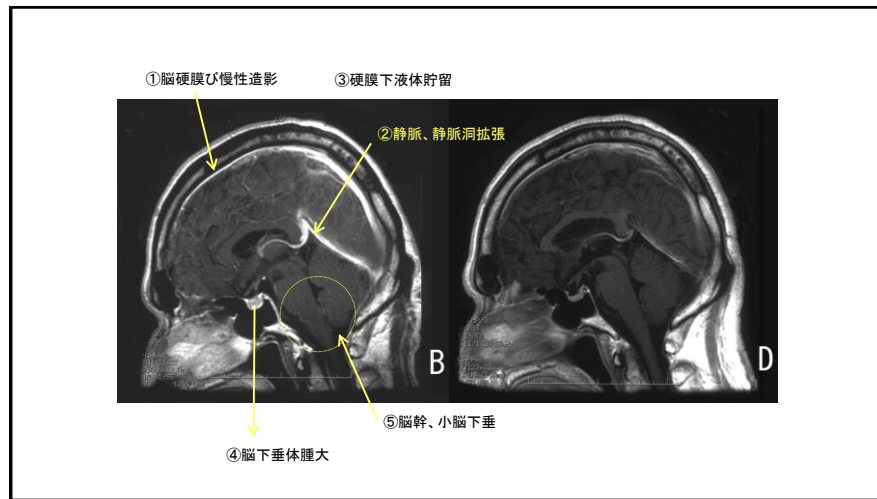 ①脳硬膜び慢性造影
③硬膜下液体貯留
②静脈、静脈洞拡張
B
D
⑤脳幹、小脳下垂
④脳下垂体腫大